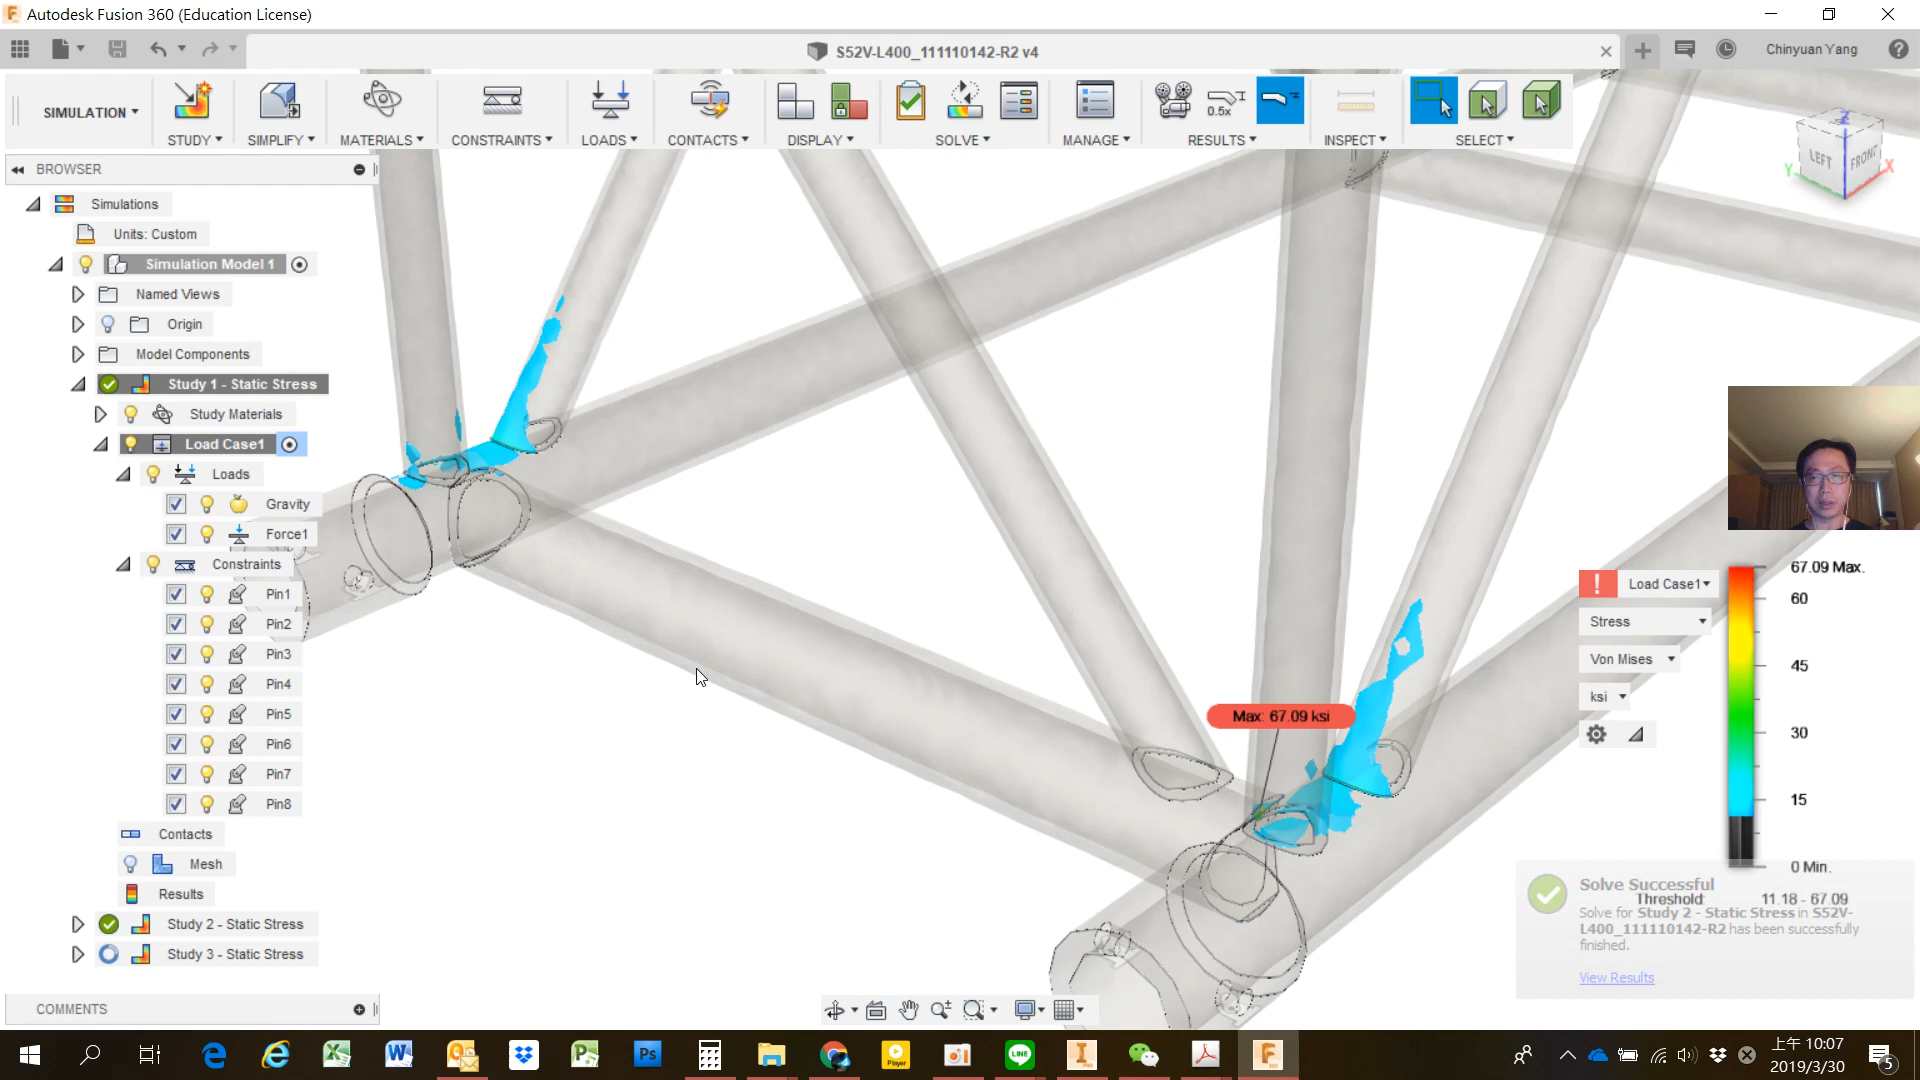 Autodesk Fusion 360 (Education License)
S52V-L400_111110142-R2 v4
Chinyuan Yang
SIMULATION
STUDY
SIMPLIFY
MATERIALS
CONSTRAINTS
LOADS
CONTACTS
DISPLAY
SOLVE
MANAGE
0.5x
RESULTS
INSPECT
SELECT
Z
LEFT
FRONT
Y
X
BROWSER
Simulations
Units: Custom
Simulation Model 1
Named Views
Origin
Model Components
Study 1 - Static Stress
Study Materials
Load Case1
Loads
Gravity
Force1
Constraints
Pin1
Pin2
Pin3
Pin4
Pin5
Pin6
Pin7
Pin8
Contacts
Mesh
Results
Study 2 - Static Stress
Study 3 - Static Stress
COMMENTS
Max: 67.09 ksi
Load Case1
Stress
Von Mises
ksi
67.09 Max.
60
45
30
15
0 Min.
Threshold: 11.18 - 67.09
Solve Successful
Solve for Study 2 - Static Stress in S52V-
L400_111110142-R2 has been successfully
finished.
View Results
Ps
Player
LINE
上午 10:07
2019/3/30
5